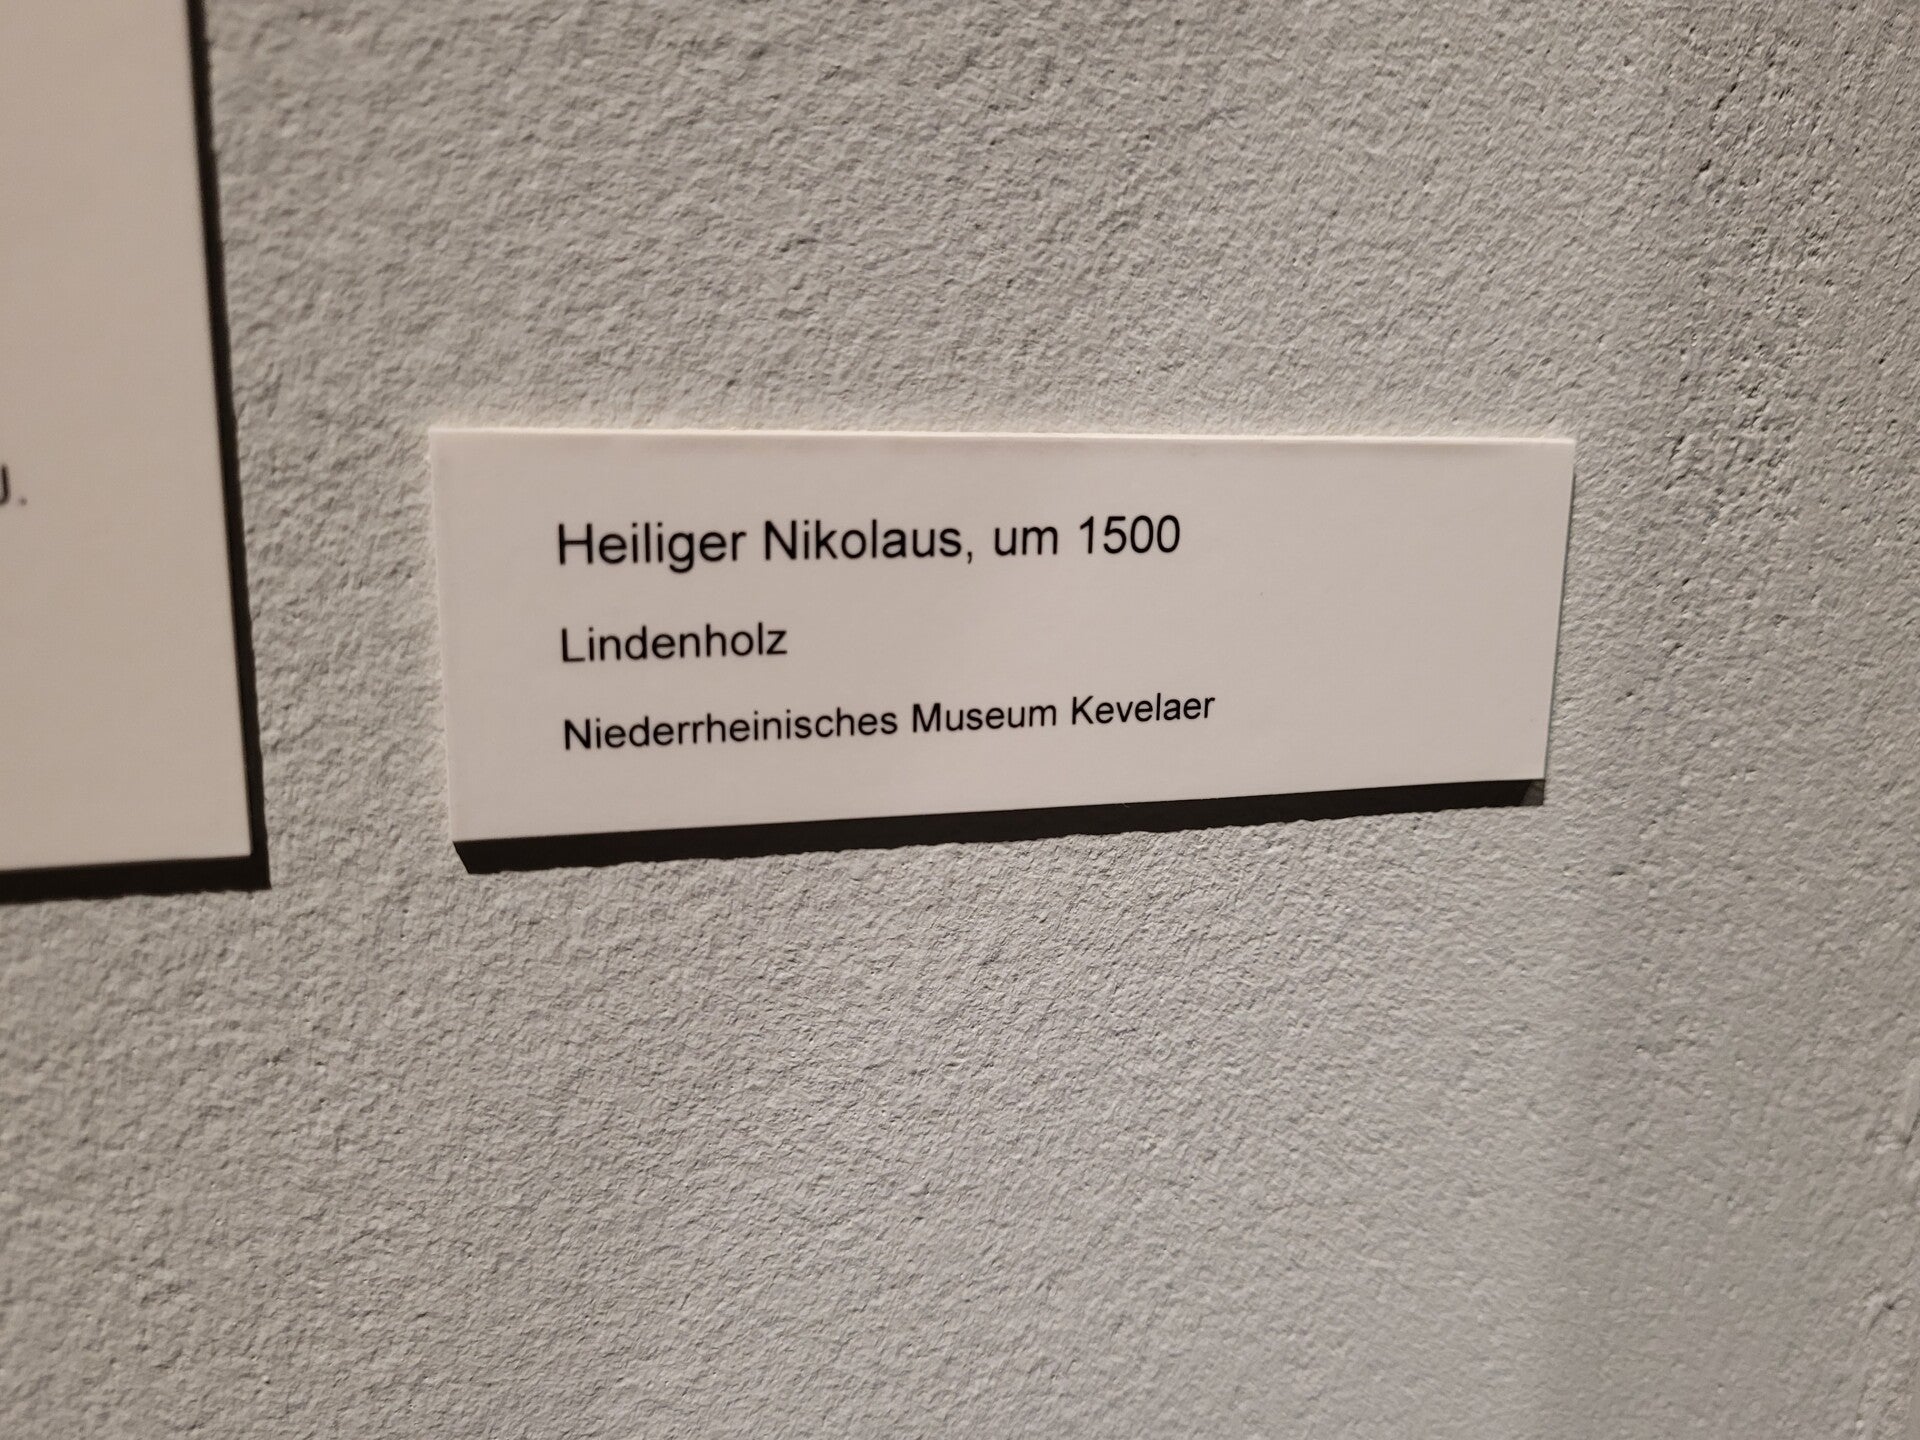 Heiliger Nikolaus, um 1500
Lindenholz
Niederrheinisches Museum Kevelaer